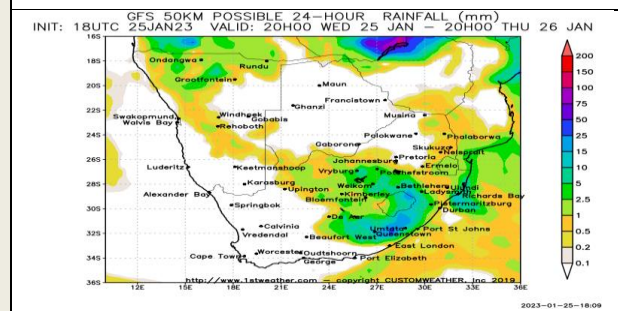 GFS 50KM POSSIBLE 24-HOUR RAINFALL (mm)
INIT: 18UTC 25JAN23 VALID: 20H00 WED 25 JAN - 20H00 THU 26 JAN
16S
Ondangwa
Rundu
18S
Grootfontein
Maun
20S
Francistown
Ghanzi
22S
Swakopmund
Windhoek
Gobabis
Musina
Walvis Bay
Rehoboth
24S
Polokwane
Phalaborwa
Gaborone
Skukuza
Nelspruit
26S
Johannesburg
Pretoria
Luderitz
Keetmanshoop
Vryburg
Potchefstroom
Ermelo
28S
Karasburg
Upington
Welkom
Bethlehem
Ulundi
Alexander Bay
Kimberley
Ladysmith
Richards Bay
Springbok
Bloemfontein
Pietermaritzburg
30S
Durban
De Aar
Calvinia
Umtata
Port St Johns
32S
Vredendal
Beaufort West
Queenstown
East London
Cape Town
Worcester
Oudtshoorn
34S
George
Port Elizabeth
http://www.1stweather.com - copyright CUSTOMWEATHER, Inc 2019
36S
12E 15E 18E 21E 24E 27E 30E 33E 36E
200
150
100
75
50
25
15
10
5
2.5
1
0.5
0.2
0.1
2023-01-25-18:09